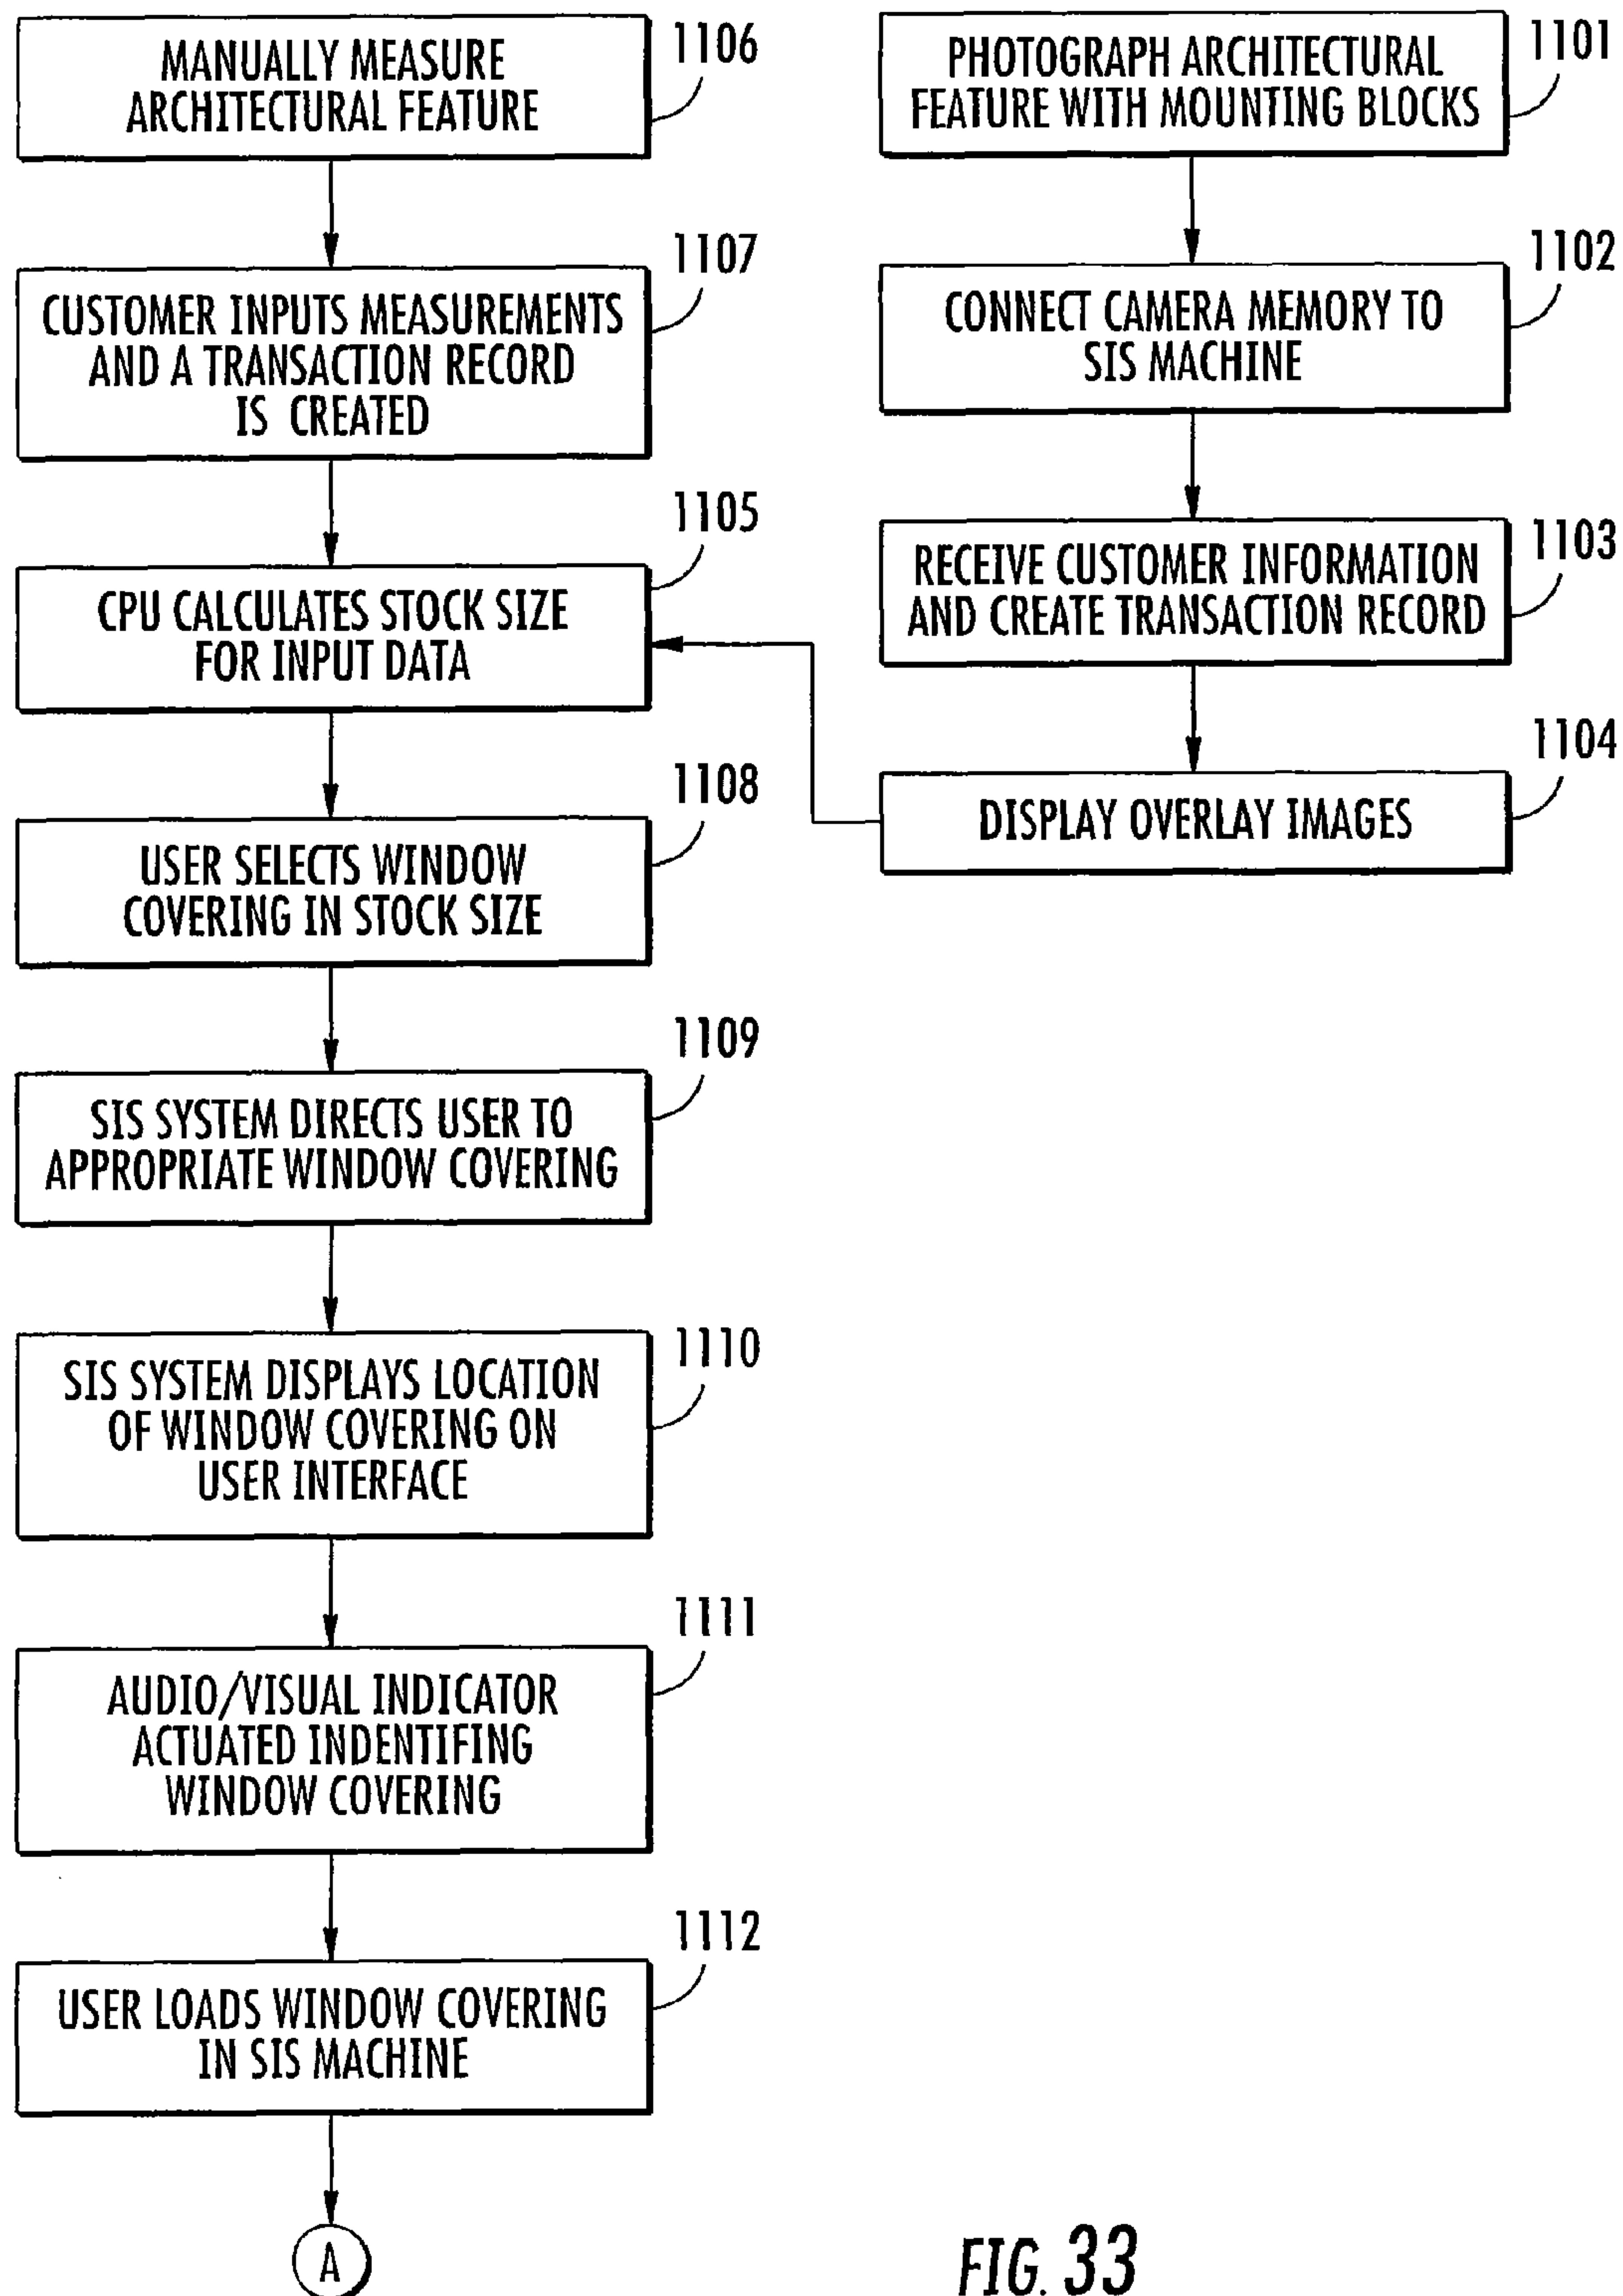 MANUALLY MEASURE
ARCHITECTURAL FEATURE
1106
CUSTOMER INPUTS MEASUREMENTS
AND A TRANSACTION RECORD
IS CREATED
1107
CPU CALCULATES STOCK SIZE
FOR INPUT DATA
1105
USER SELECTS WINDOW
COVERING IN STOCK SIZE
1108
SIS SYSTEM DIRECTS USER TO
APPROPRIATE WINDOW COVERING
1109
SIS SYSTEM DISPLAYS LOCATION
OF WINDOW COVERING ON
USER INTERFACE
1110
AUDIO/VISUAL INDICATOR
ACTUATED INDENTIFING
WINDOW COVERING
1111
USER LOADS WINDOW COVERING
IN SIS MACHINE
1112
A
PHOTOGRAPH ARCHITECTURAL
FEATURE WITH MOUNTING BLOCKS
1101
CONNECT CAMERA MEMORY TO
SIS MACHINE
1102
RECEIVE CUSTOMER INFORMATION
AND CREATE TRANSACTION RECORD
1103
DISPLAY OVERLAY IMAGES
1104
FIG. 33